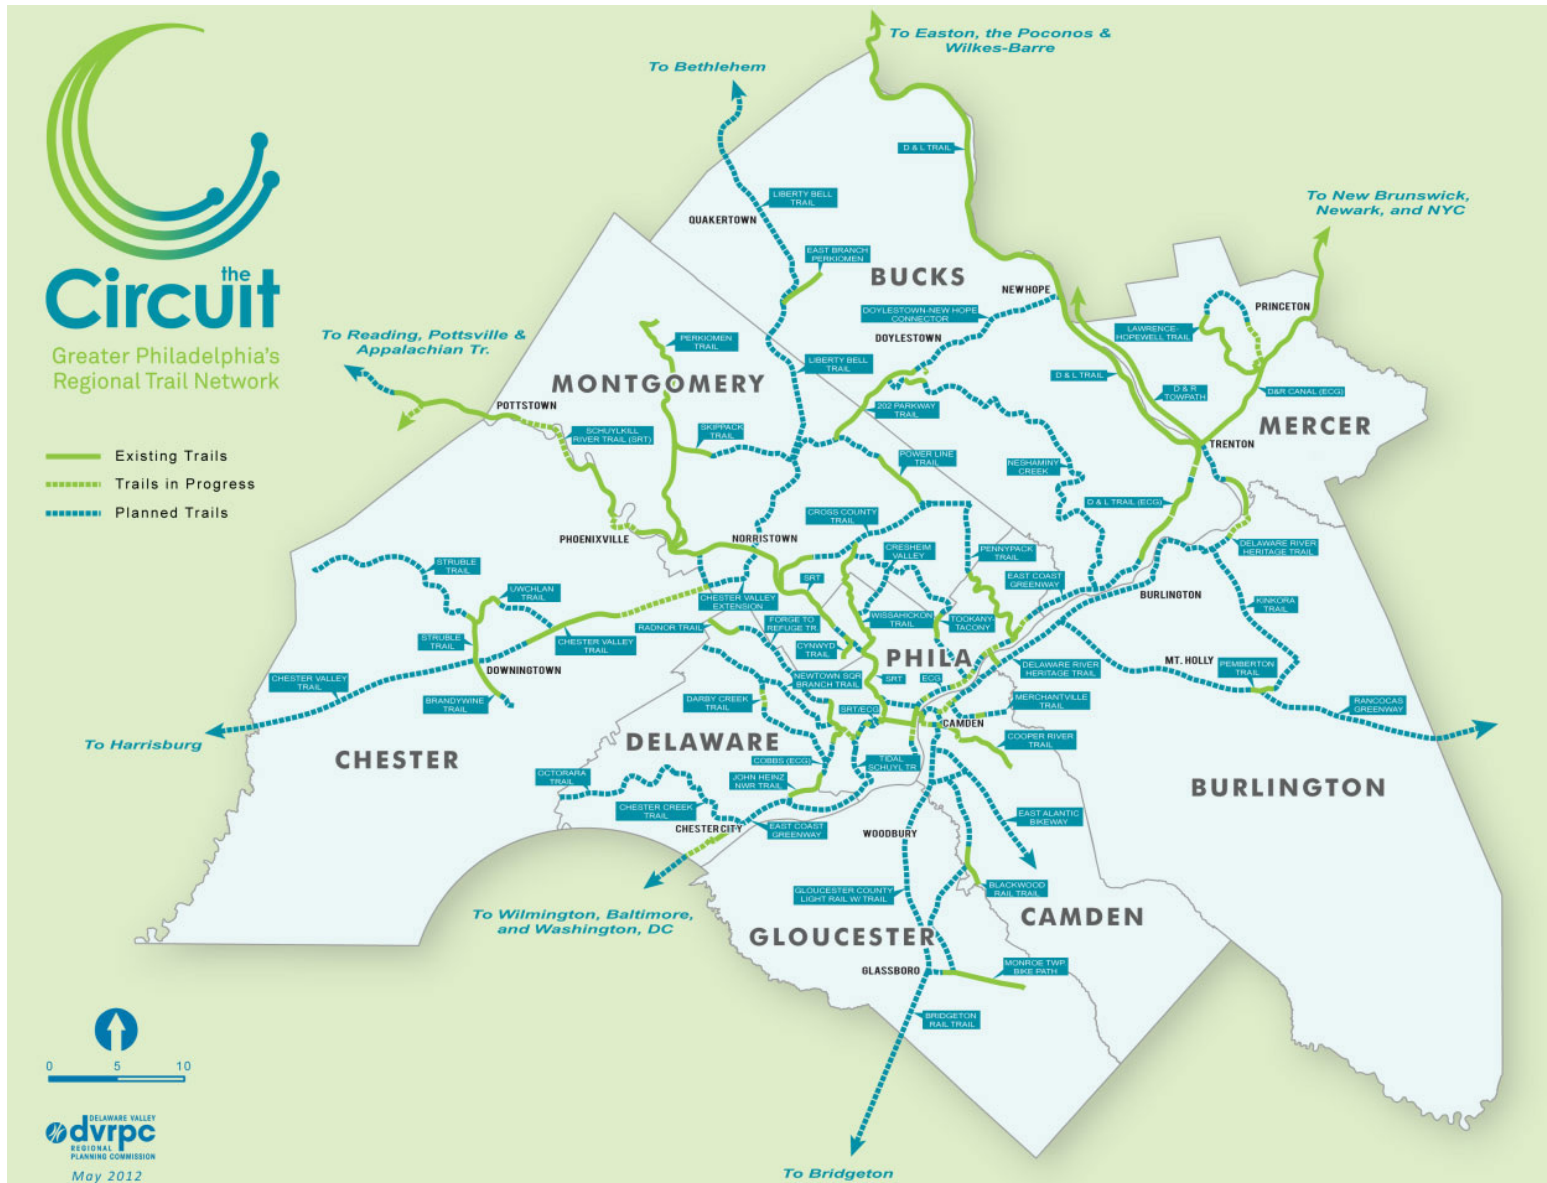 the
Circuit
Greater Philadelphia's
Regional Trail Network
Existing Trails
Trails in Progress
Planned Trails
To Easton, the Poconos &
Wilkes-Barre
To Bethlehem
To New Brunswick,
Newark, and NYC
To Reading, Pottsville &
Appalachian Tr.
D & L TRAIL
LIBERTY BELL
TRAIL
QUAKERTOWN
EAST BRANCH
PERKIOMEN
BUCKS
NEW HOPE
DOYLESTOWN-NEW HOPE
CONNECTOR
DOYLESTOWN
PRINCETON
LAWRENCE-
HOPEWELL TRAIL
PERKIOMEN
TRAIL
LIBERTY BELL
TRAIL
MONTGOMERY
D & L TRAIL
D & R
TOWPATH
D&R CANAL (ECG)
MERCER
POTTSTOWN
202 PARKWAY
TRAIL
SCHUYLKILL
RIVER TRAIL (SRT)
SKIPPACK
TRAIL
TRENTON
POWER LINE
TRAIL
NESHAMINY
CREEK
D & L TRAIL (ECG)
CROSS COUNTY
TRAIL
PHOENIXVILLE
NORRISTOWN
CRESHEIM
VALLEY
PENNYPACK
TRAIL
DELAWARE RIVER
HERITAGE TRAIL
STRUBLE
TRAIL
UWCHLAN
TRAIL
SRT
EAST COAST
GREENWAY
BURLINGTON
CHESTER VALLEY
EXTENSION
KINKORA
TRAIL
RADNOR TRAIL
FORGE TO
REFUGE TR
WISSAHICKON
TRAIL
TOOKANY-
TACONY
STRUBLE
TRAIL
CHESTER VALLEY
TRAIL
CYNWYD
TRAIL
PHILA
DOWNINGTOWN
MT. HOLLY
PEMBERTON
TRAIL
DELAWARE RIVER
HERITAGE TRAIL
CHESTER VALLEY
TRAIL
NEWTOWN SQR
BRANCH TRAIL
SRT
ECG
BRANDYWINE
TRAIL
DARBY CREEK
TRAIL
MERCHANTVILLE
TRAIL
RANCOCAS
GREENWAY
SRT/ECG
CAMDEN
To Harrisburg
DELAWARE
COOPER RIVER
TRAIL
CHESTER
COBBS (ECG)
TIDAL
SCHUYL TR
OCTORARA
TRAIL
JOHN HEINZ
NWR TRAIL
BURLINGTON
CHESTER CREEK
TRAIL
EAST ALANTIC
BIKEWAY
CHESTER CITY
EAST COAST
GREENWAY
WOODBURY
GLOUCESTER COUNTY
LIGHT RAIL W/ TRAIL
BLACKWOOD
RAIL TRAIL
To Wilmington, Baltimore,
and Washington, DC
CAMDEN
GLOUCESTER
GLASSBORO
MONROE TWP
BIKE PATH
BRIDGETON
RAIL TRAIL
0 5 10
DELAWARE VALLEY
dvrpc
REGIONAL
PLANNING COMMISSION
May 2012
To Bridgeton